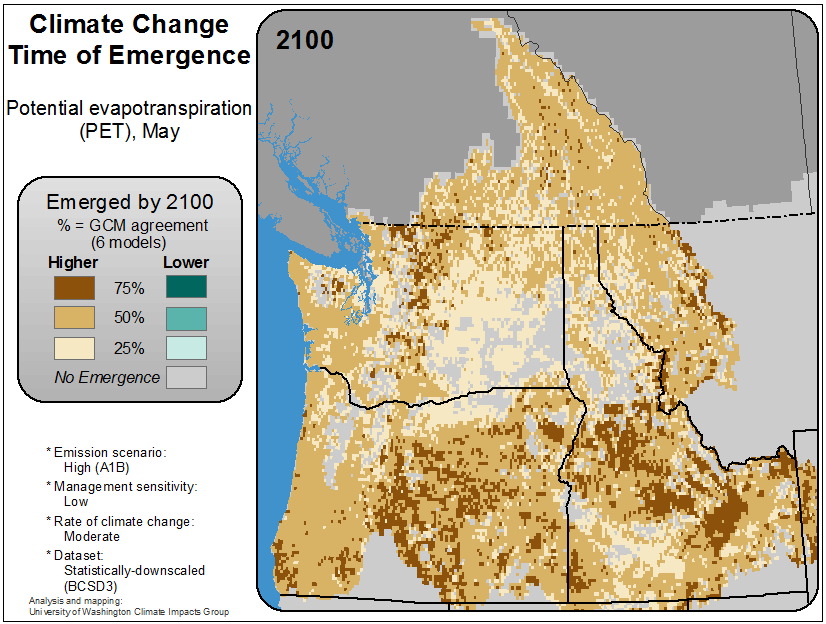 Climate Change
Time of Emergence
Potential evapotranspiration
(PET), May
2100
Emerged by 2100
% = GCM agreement
(6 models)
Higher Lower
75%
50%
25%
No Emergence
* Emission scenario:
High (A1B)
* Management sensitivity:
Low
* Rate of climate change:
Moderate
* Dataset:
Statistically-downscaled
(BCSD3)
Analysis and mapping:
University of Washington Climate Impacts Group